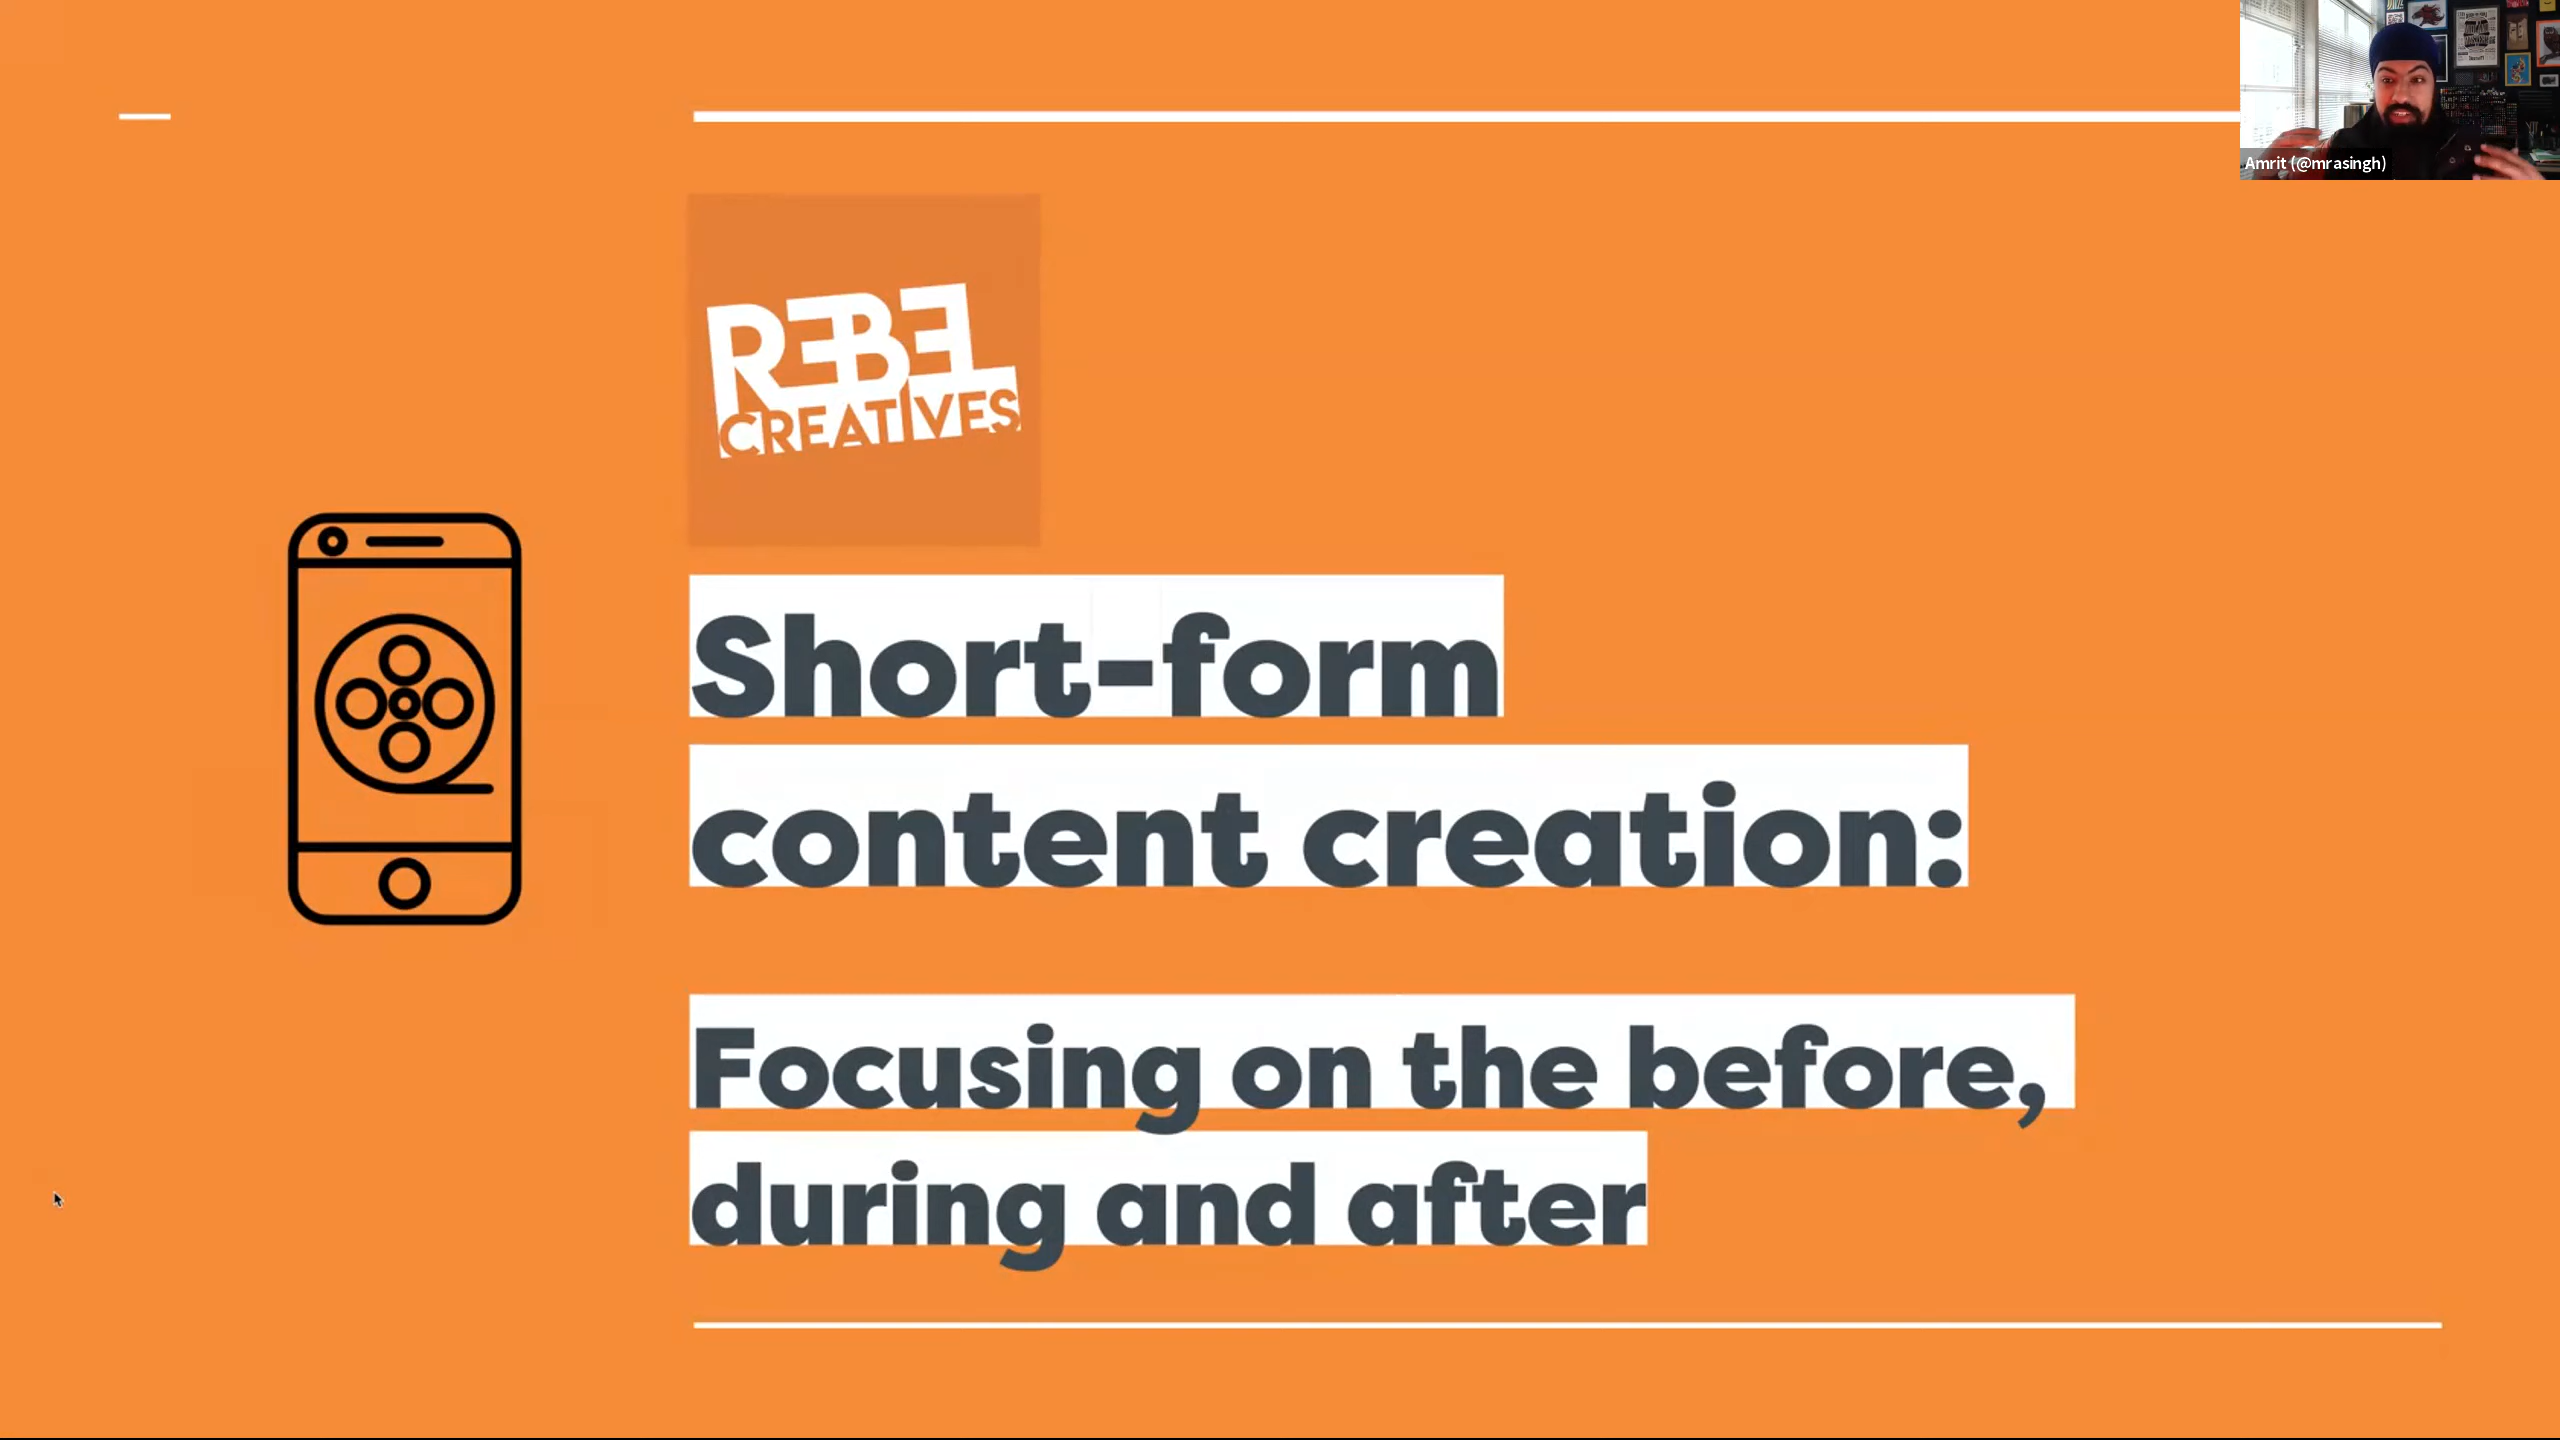 Amrit (@mrasingh)
REBEL
CREATIVES
Short-form
content creation:
Focusing on the before,
during and after